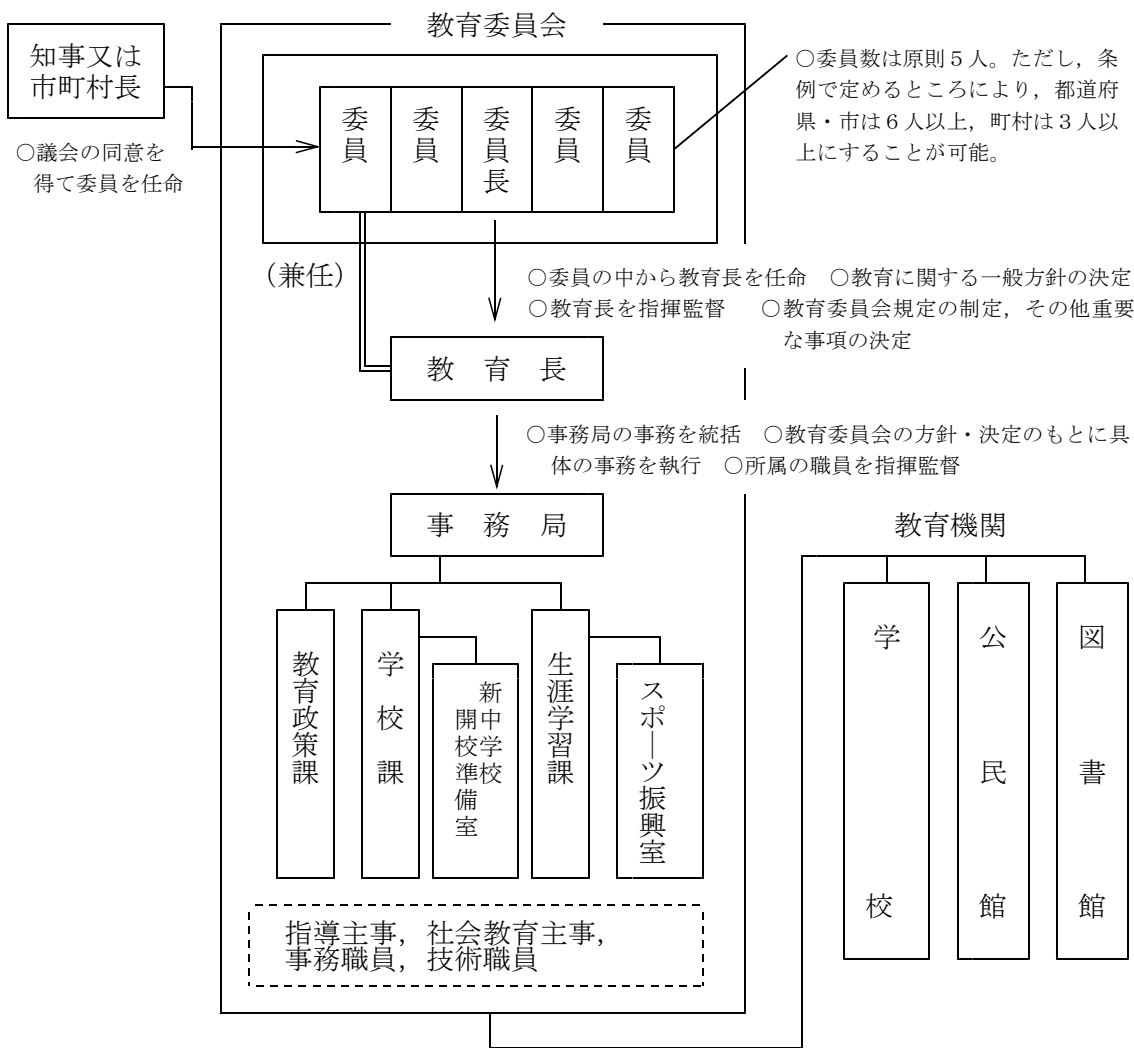 教育委員会
知事又は
市町村長
○議会の同意を
得て委員を任命
委員
委員
委員長
委員
委員
○委員数は原則5人。ただし，条
例で定めるところにより，都道府
県・市は6人以上，町村は3人以
上にすることが可能。
（兼任）
○委員の中から教育長を任命　○教育に関する一般方針の決定
○教育長を指揮監督　○教育委員会規定の制定，その他重要
な事項の決定
教育長
○事務局の事務を統括　○教育委員会の方針・決定のもとに具
体の事務を執行　○所属の職員を指揮監督
事務局
教育政策課
学校課
新中学校
開校準備室
生涯学習課
スポーツ振興室
指導主事，社会教育主事，
事務職員，技術職員
教育機関
学校
公民館
図書館